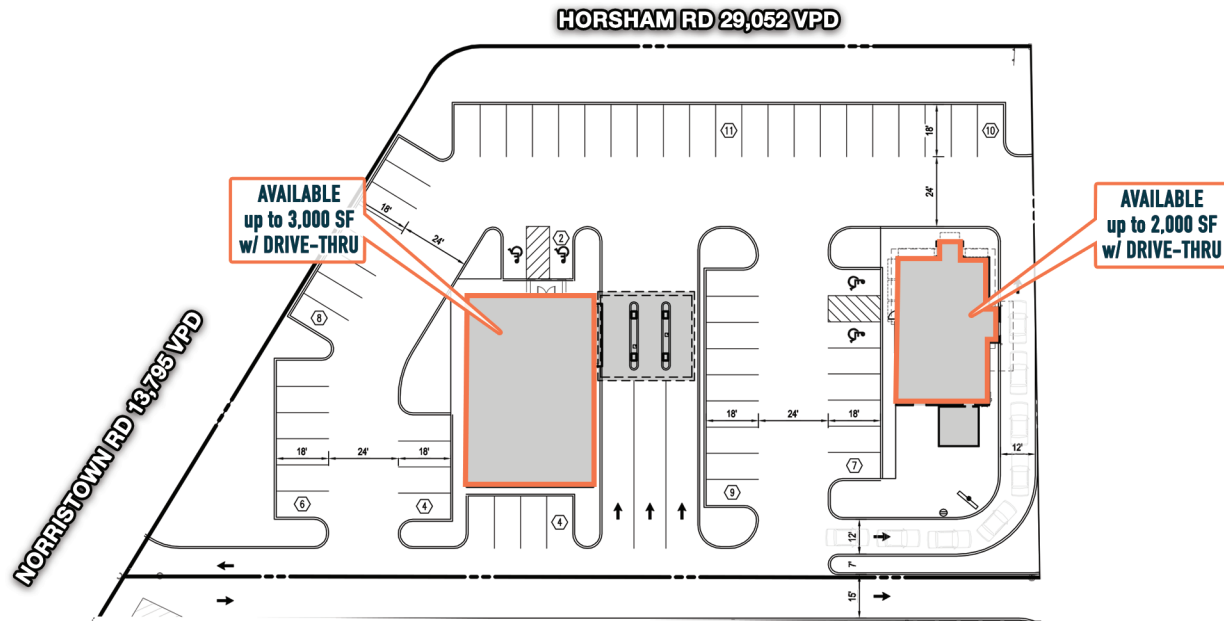 HORSHAM RD 29,052 VPD
11
10
18'
24'
AVAILABLE
up to 3,000 SF
w/ DRIVE-THRU
18'
24'
2
AVAILABLE
up to 2,000 SF
w/ DRIVE-THRU
8
NORRISTOWN RD 13,795 VPD
18'
24'
18'
18'
24'
18'
12'
6
4
4
9
7
12'
7'
15'